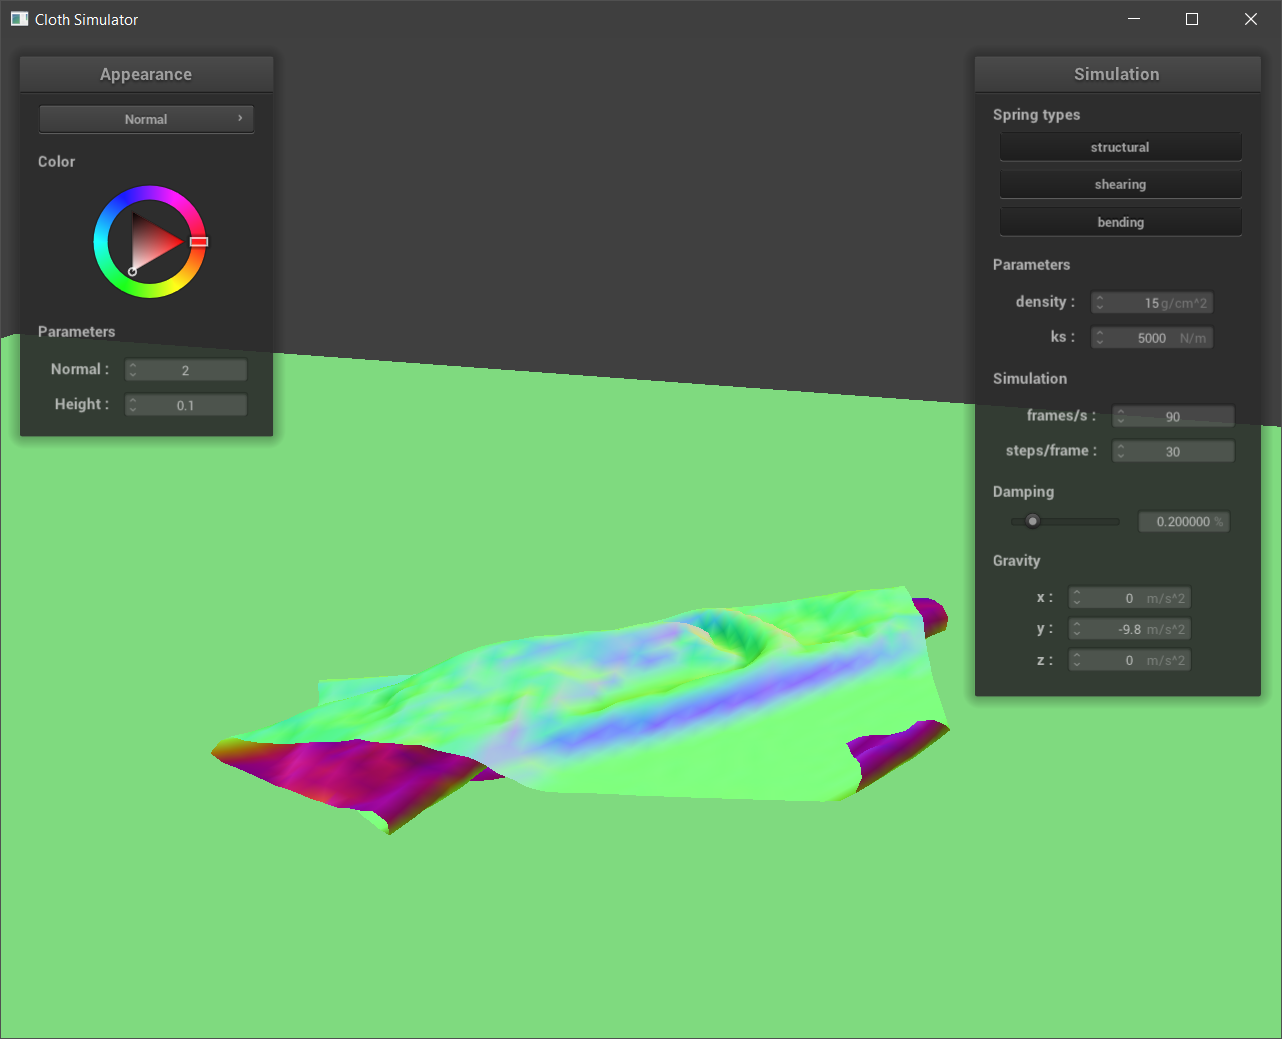 Cloth Simulator
Appearance
Normal
Color
Parameters
Normal : 2
Height : 0.1
Simulation
Spring types
structural
shearing
bending
Parameters
density : 15 g/cm^2
ks : 5000 N/m
Simulation
frames/s : 90
steps/frame : 30
Damping
0.200000 %
Gravity
x : 0 m/s^2
y : -9.8 m/s^2
z : 0 m/s^2